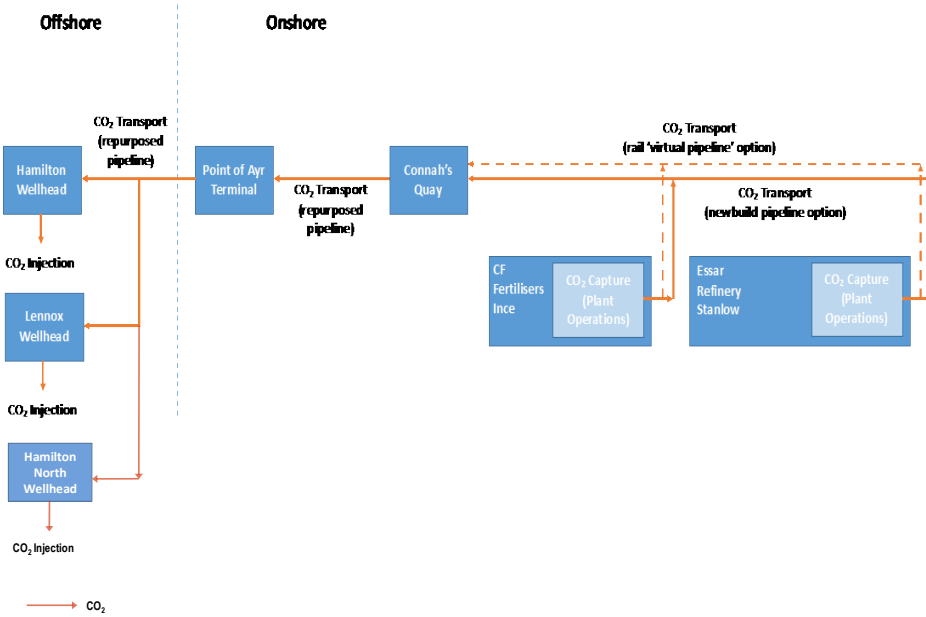 Offshore
Onshore
CO₂ Transport
(repurposed
pipeline)
CO₂ Transport
(rail ‘virtual pipeline’ option)
Hamilton
Wellhead
Point of Ayr
Terminal
Connah’s
Quay
CO₂ Transport
(repurposed
pipeline)
CO₂ Transport
(newbuild pipeline option)
CO₂ Injection
CF
Fertilisers
Ince
CO₂ Capture
(Plant
Operations)
Essar
Refinery
Stanlow
CO₂ Capture
(Plant
Operations)
Lennox
Wellhead
CO₂ Injection
Hamilton
North
Wellhead
CO₂ Injection
CO₂